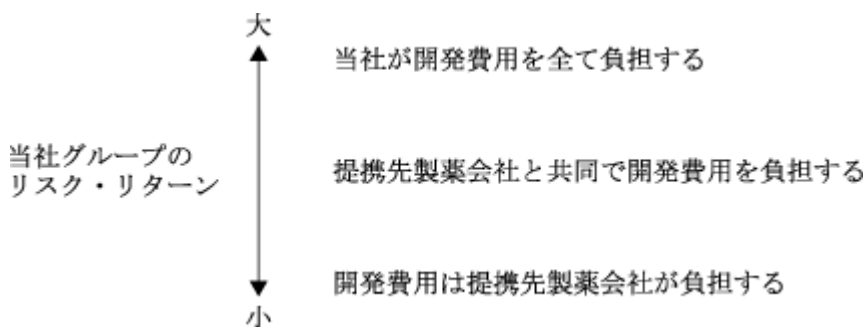 大
当社が開発費用を全て負担する
当社グループの
リスク・リターン
提携先製薬会社と共同で開発費用を負担する
開発費用は提携先製薬会社が負担する
小